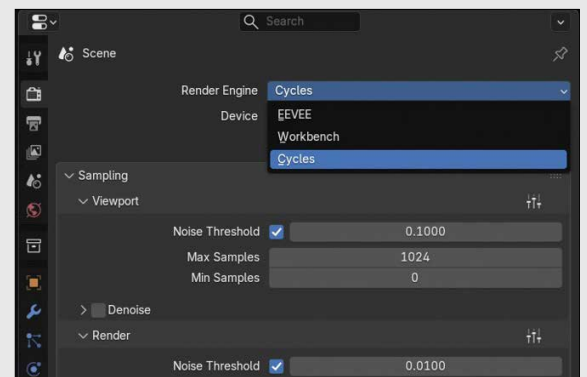 Search
Scene
Render Engine Cycles
Device EEVEE
Workbench
Cycles
Sampling
Viewport
Noise Threshold 0.1000
Max Samples 1024
Min Samples 0
Denoise
Render
Noise Threshold 0.0100